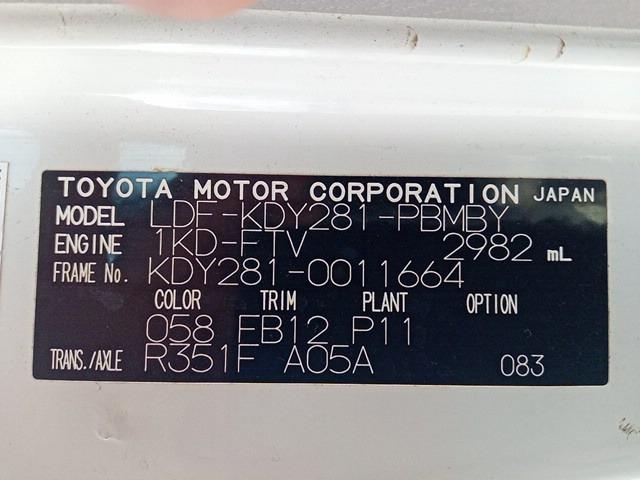 TOYOTA MOTOR CORPORATION JAPAN
MODEL LDF-KDY281-PBMBY
ENGINE 1KD-FTV 2982 mL
FRAME No. KDY281-0011664
COLOR TRIM PLANT OPTION
058 FB12 P11
TRANS./AXLE R351F A05A 083